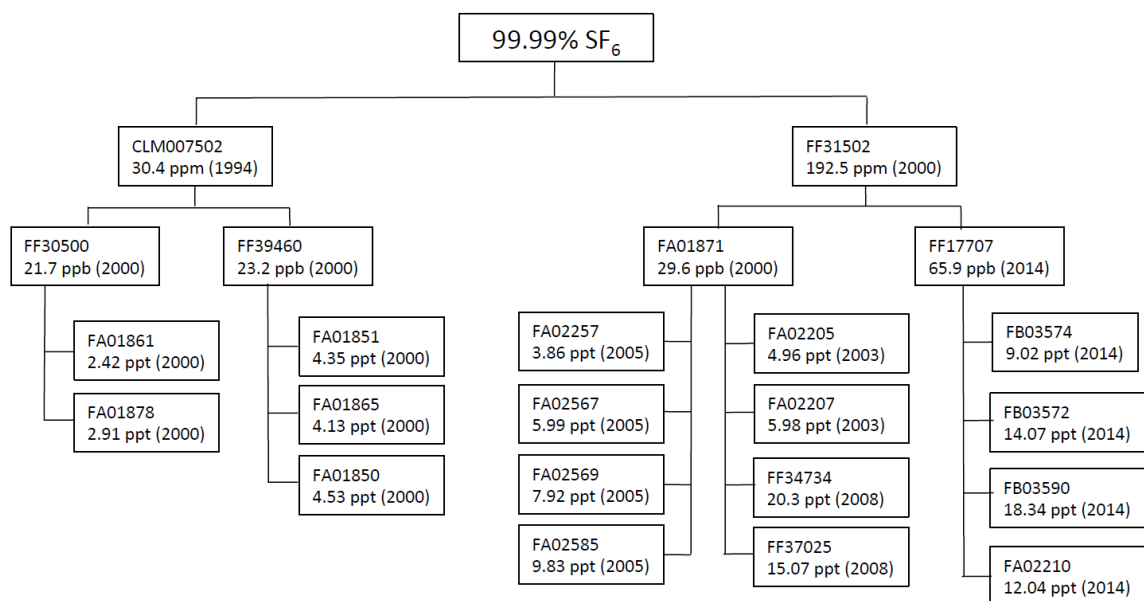 99.99% SF6
CLM007502
30.4 ppm (1994)
FF31502
192.5 ppm (2000)
FF30500
21.7 ppb (2000)
FF39460
23.2 ppb (2000)
FA01871
29.6 ppb (2000)
FF17707
65.9 ppb (2014)
FA01861
2.42 ppt (2000)
FA01878
2.91 ppt (2000)
FA01851
4.35 ppt (2000)
FA01865
4.13 ppt (2000)
FA01850
4.53 ppt (2000)
FA02257
3.86 ppt (2005)
FA02567
5.99 ppt (2005)
FA02569
7.92 ppt (2005)
FA02585
9.83 ppt (2005)
FA02205
4.96 ppt (2003)
FA02207
5.98 ppt (2003)
FF34734
20.3 ppt (2008)
FF37025
15.07 ppt (2008)
FB03574
9.02 ppt (2014)
FB03572
14.07 ppt (2014)
FB03590
18.34 ppt (2014)
FA02210
12.04 ppt (2014)